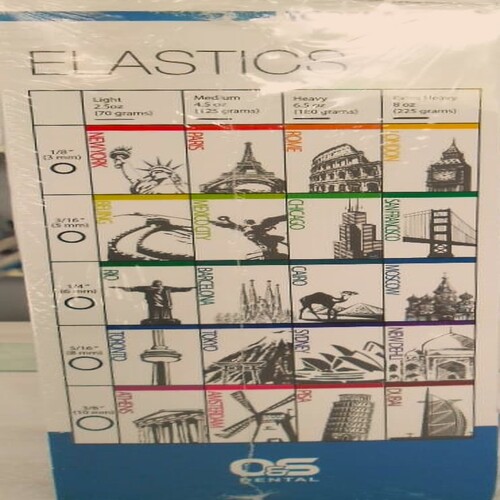 ELASTICS
Light Medium Heavy Extra Heavy
2.5oz 4.5 oz 6.5 oz 8 oz
(70 grams) (125 grams) (180 grams) (225 grams)
1/8"
(3 mm)
NEW YORK PARIS ROME LONDON
3/16"
(5 mm)
BEIJING MEXICO CITY CHICAGO SAN FRANCISCO
1/4"
(6 mm)
RIO BARCELONA CAIRO MOSCOW
5/16"
(8 mm)
TORONTO TOKYO SYDNEY NEW DELHI
3/8"
(10 mm)
ATHENS AMSTERDAM PISA DUBAI
DENTAL